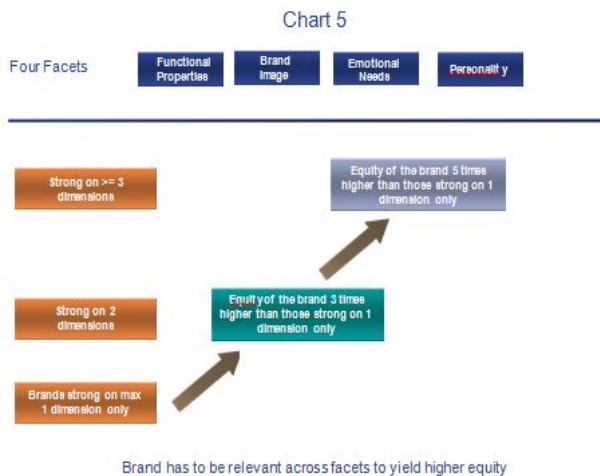 Chart 5
Four Facets
Functional
Properties
Brand
Image
Emotional
Needs
Personality
Strong on >= 3
dimensions
Equity of the brand 5 times
higher than those strong on 1
dimension only
Strong on 2
dimensions
Equity of the brand 3 times
higher than those strong on 1
dimension only
Brands strong on max
1 dimension only
Brand has to be relevant across facets to yield higher equity